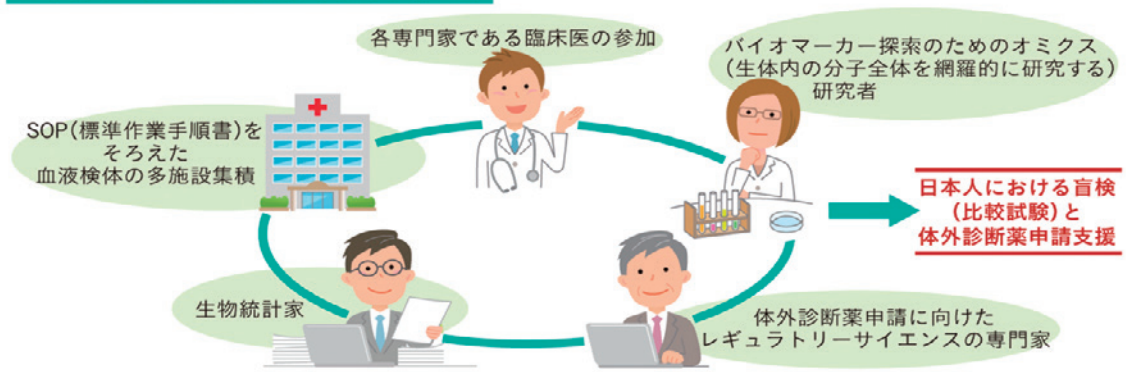 各専門家である臨床医の参加
バイオマーカー探索のためのオミクス
(生体内の分子全体を網羅的に研究する)
研究者
SOP(標準作業手順書)を
そろえた
血液検体の多施設集積
日本人における盲検
(比較試験)と
体外診断薬申請支援
生物統計家
体外診断薬申請に向けた
レギュラトリーサイエンスの専門家